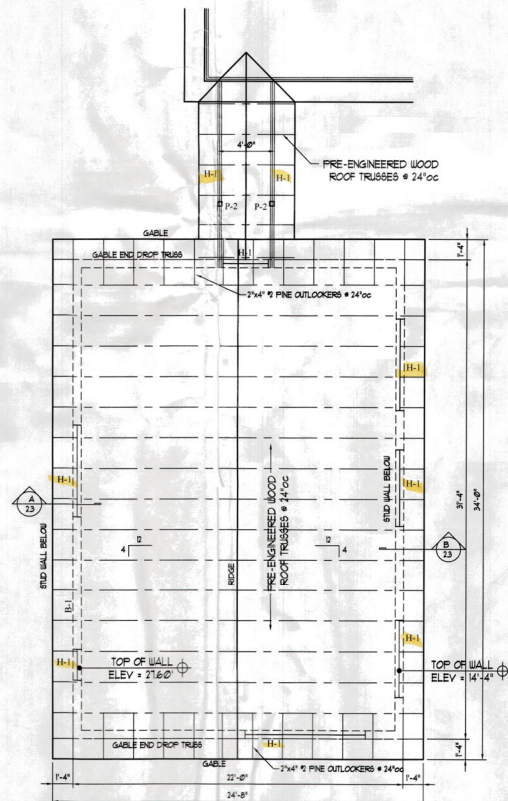 4'-0"
PRE-ENGINEERED WOOD
ROOF TRUSSES @ 24"oc
H-1
H-1
P-2
P-2
GABLE
H-1
GABLE END DROP TRUSS
2"x4" #2 PINE OUTLOOKERS @ 24"oc
1'-4"
H-1
H-1
H-1
STUD WALL BELOW
A
23
PRE-ENGINEERED WOOD
ROOF TRUSSES @ 24"oc
31'-4"
34'-0"
B
23
STUD WALL BELOW
12
4
12
4
RIDGE
B-1
H-1
H-1
TOP OF WALL
ELEV = 27.60'
TOP OF WALL
ELEV = 14'-4"
GABLE END DROP TRUSS
H-1
1'-4"
GABLE
2"x4" #2 PINE OUTLOOKERS @ 24"oc
1'-4"
22'-0"
1'-4"
24'-8"